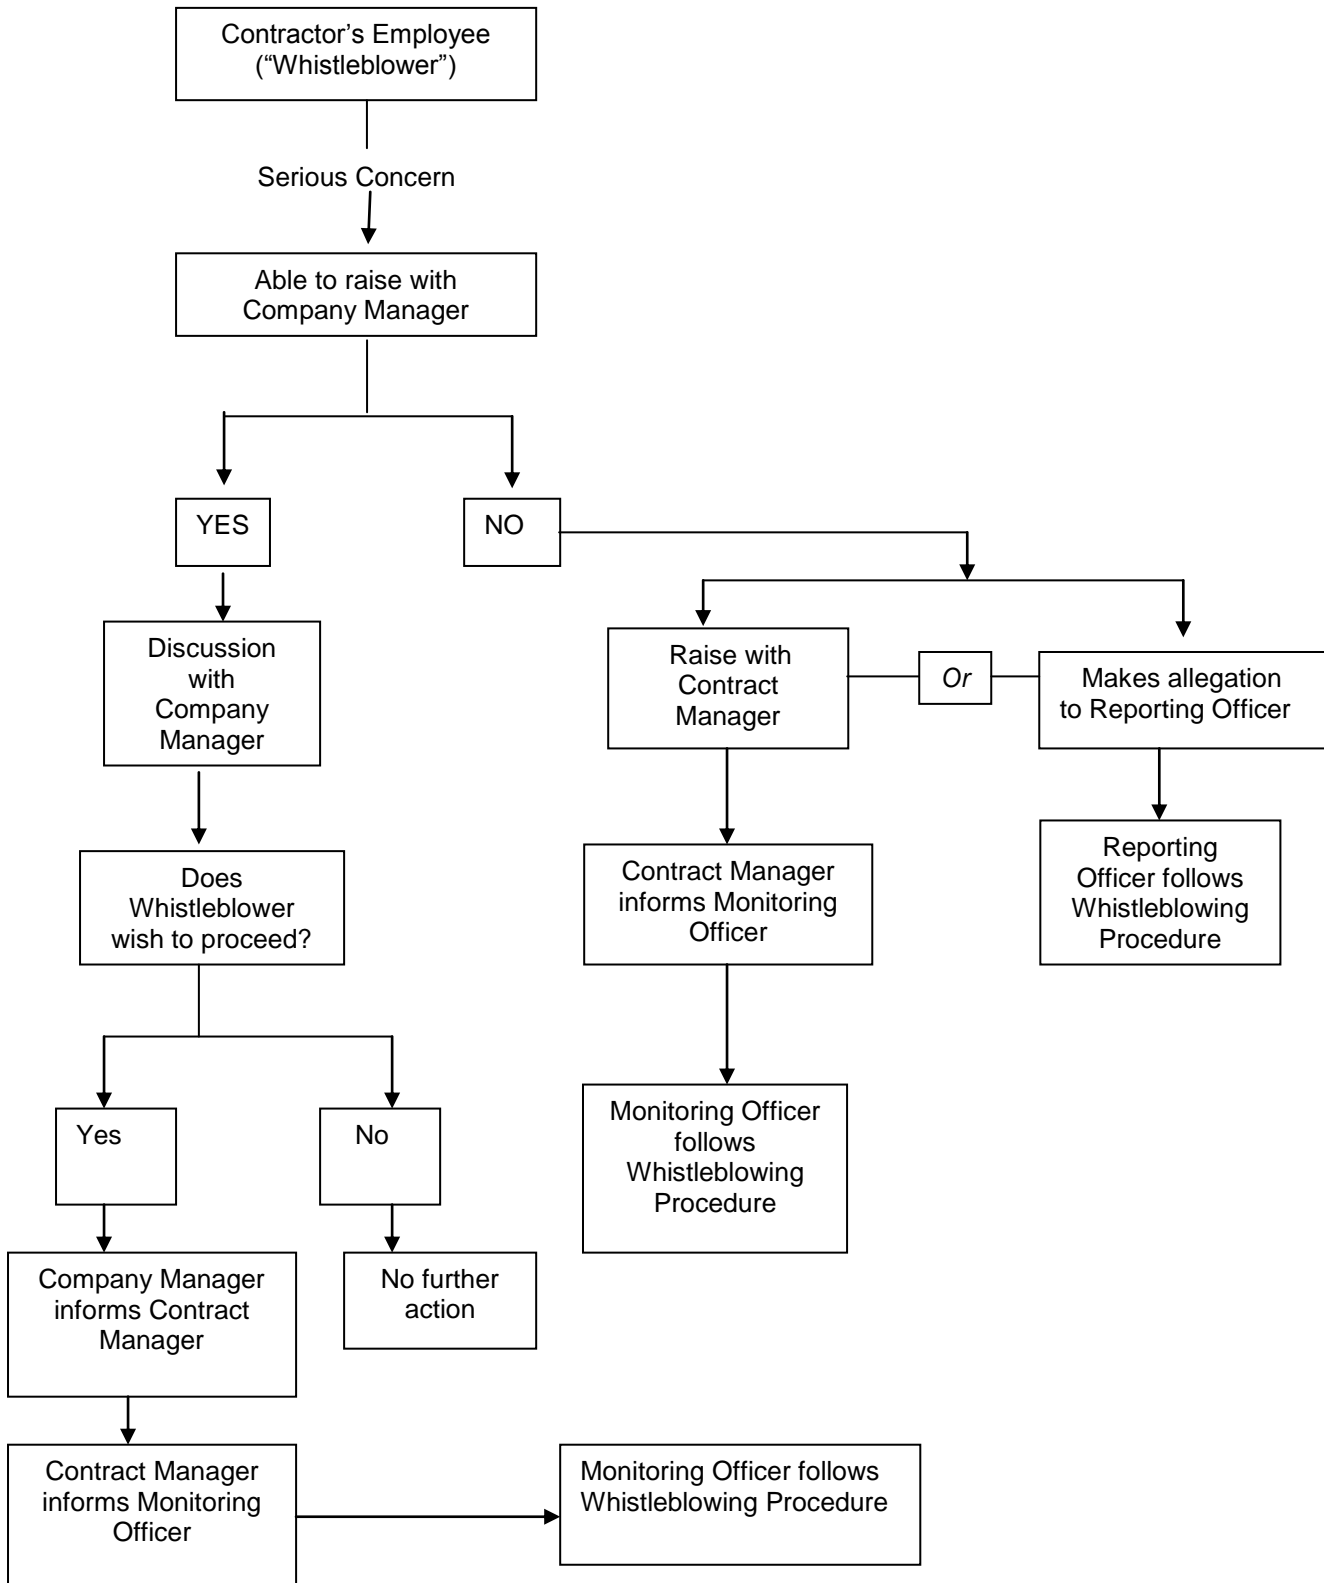 Contractor’s Employee
(“Whistleblower”)
Serious Concern
Able to raise with
Company Manager
YES
NO
Discussion
with
Company
Manager
Raise with
Contract
Manager
Or
Makes allegation
to Reporting Officer
Does
Whistleblower
wish to proceed?
Contract Manager
informs Monitoring
Officer
Reporting
Officer follows
Whistleblowing
Procedure
Yes
No
Monitoring Officer
follows
Whistleblowing
Procedure
Company Manager
informs Contract
Manager
No further
action
Contract Manager
informs Monitoring
Officer
Monitoring Officer follows
Whistleblowing Procedure